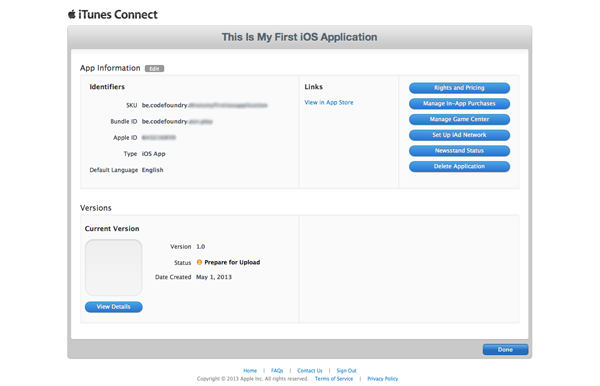 iTunes Connect
This Is My First iOS Application
App Information Edit
Identifiers
SKU be.codefoundry.
Bundle ID be.codefoundry.
Apple ID
Type iOS App
Default Language English
Links
View in App Store
Rights and Pricing
Manage In-App Purchases
Manage Game Center
Set Up iAd Network
Newsstand Status
Delete Application
Versions
Current Version
Version 1.0
Status Prepare for Upload
Date Created May 1, 2013
View Details
Done
Home | FAQs | Contact Us | Sign Out
Copyright © 2013 Apple Inc. All rights reserved. Terms of Service | Privacy Policy